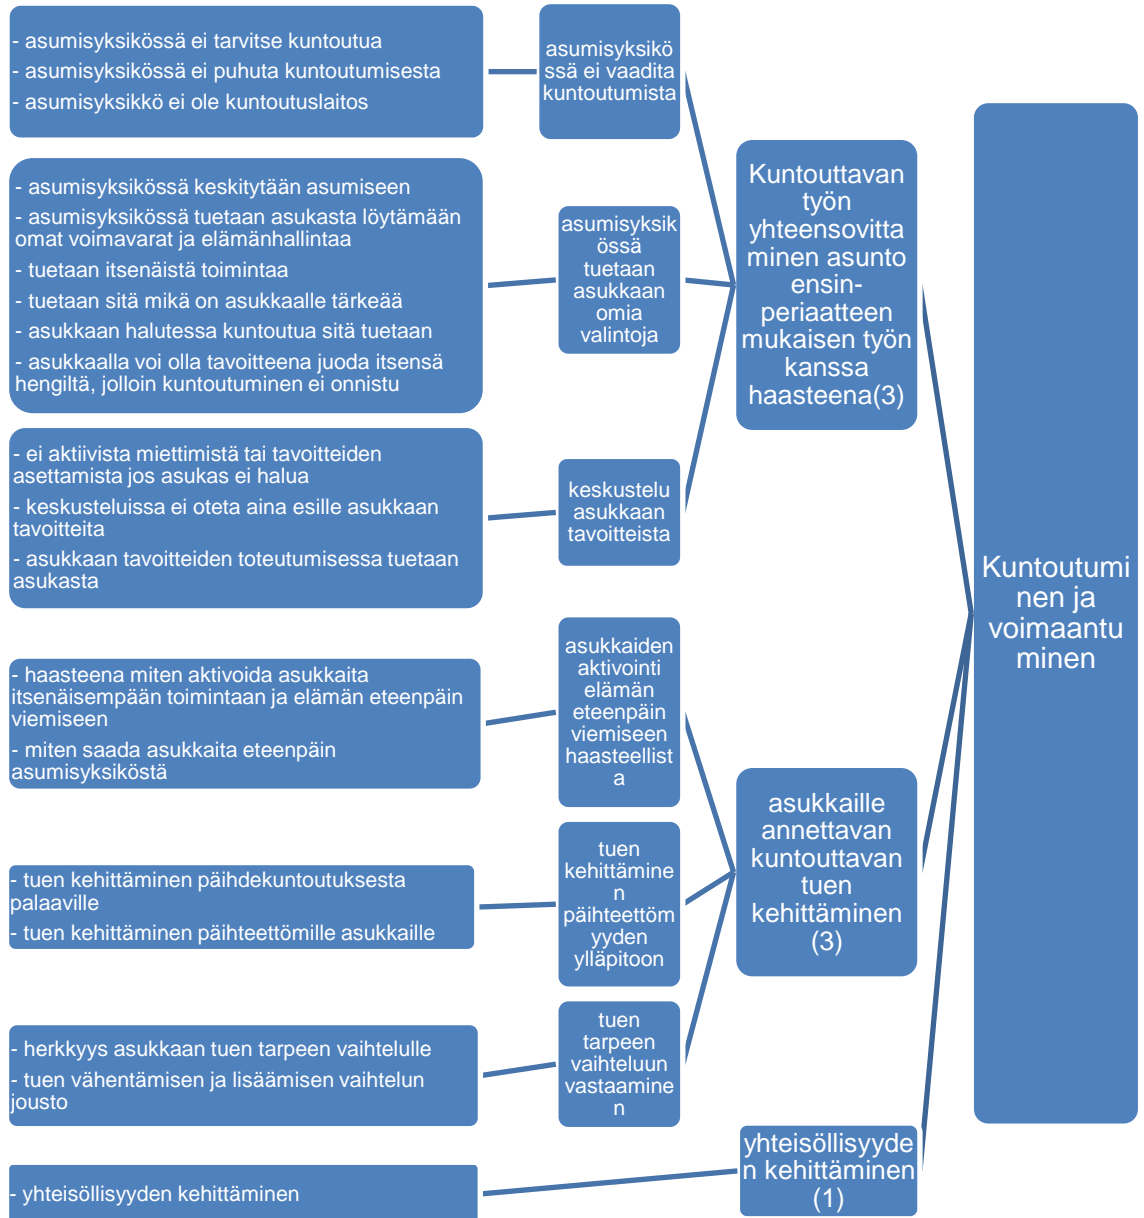 - asumisyksikössä ei tarvitse kuntoutua
- asumisyksikössä ei puhuta kuntoutumisesta
- asumisyksikkö ei ole kuntoutuslaitos
asumisyksikö
ssä ei vaadita
kuntoutumista
- asumisyksikössä keskitytään asumiseen
- asumisyksikössä tuetaan asukasta löytämään
omat voimavarat ja elämänhallintaa
- tuetaan itsenäistä toimintaa
- tuetaan sitä mikä on asukkaalle tärkeää
- asukkaan halutessa kuntoutua sitä tuetaan
- asukkaalla voi olla tavoitteena juoda itsensä
hengiltä, jolloin kuntoutuminen ei onnistu
asumisyksik
össä
tuetaan
asukkaan
omia
valintoja
- ei aktiivista miettimistä tai tavoitteiden
asettamista jos asukas ei halua
- keskusteluissa ei oteta aina esille asukkaan
tavoitteita
- asukkaan tavoitteiden toteutumisessa tuetaan
asukasta
keskustelu
asukkaan
tavoitteista
Kuntouttavan
työn
yhteensovitta
minen asunto
ensin-
periaatteen
mukaisen työn
kanssa
haasteena(3)
- haasteena miten aktivoida asukkaita
itsenäisempään toimintaan ja elämän eteenpäin
viemiseen
- miten saada asukkaita eteenpäin
asumisyksiköstä
asukkaiden
aktivointi
elämän
eteenpäin
viemiseen
haasteellist
a
- tuen kehittäminen päihdekuntoutuksesta
palaaville
- tuen kehittäminen päihteettömille asukkaille
tuen
kehittämine
n
päihteettöm
yyden
ylläpitoon
- herkkyys asukkaan tuen tarpeen vaihtelulle
- tuen vähentämisen ja lisäämisen vaihtelun
jousto
tuen
tarpeen
vaihteluun
vastaamine
n
asukkaille
annettavan
kuntouttavan
tuen
kehittäminen
(3)
- yhteisöllisyyden kehittäminen
yhteisöllisyyde
n kehittäminen
(1)
Kuntoutumi
nen ja
voimaantu
minen